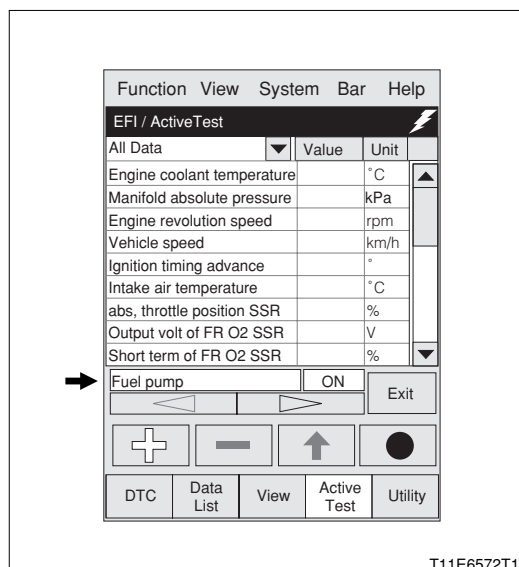 Function View System Bar Help
EFI / ActiveTest
All Data Value Unit
Engine coolant temperature °C
Manifold absolute pressure kPa
Engine revolution speed rpm
Vehicle speed km/h
Ignition timing advance °
Intake air temperature °C
abs, throttle position SSR %
Output volt of FR O2 SSR V
Short term of FR O2 SSR %
Fuel pump ON
Exit
DTC Data List View Active Test Utility
T11E6572T1